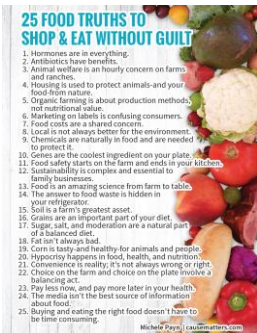 25 FOOD TRUTHS TO
SHOP & EAT WITHOUT GUILT
1. Hormones are in everything.
2. Antibiotics have benefits.
3. Animal welfare is an hourly concern on farms
and ranches.
4. Housing is used to protect animals-and your
food-from nature.
5. Organic farming is about production methods,
not nutritional value.
6. Marketing on labels is confusing consumers.
7. Food costs are a shared concern.
8. Local is not always better for the environment.
9. Chemicals are naturally in food and are needed
to protect it.
10. Genes are the coolest ingredient on your plate.
11. Food safety starts on the farm and ends in your kitchen.
12. Sustainability is complex and essential to
family businesses.
13. Food is an amazing science from farm to table.
14. The answer to food waste is hidden in
your refrigerator.
15. Soil is a farm's greatest asset.
16. Grains are an important part of your diet.
17. Sugar, salt, and moderation are a natural part
of a balanced diet.
18. Fat isn't always bad.
19. Corn is tasty-and healthy-for animals and people.
20. Hypocrisy happens in food, health, and nutrition.
21. Convenience is reality; it's not always wrong or right.
22. Choice on the farm and choice on the plate involve a
balancing act.
23. Pay less now, and pay more later in your health.
24. The media isn't the best source of information
about food.
25. Buying and eating the right food doesn't have to
be time consuming.
Michele Payn | causematters.com